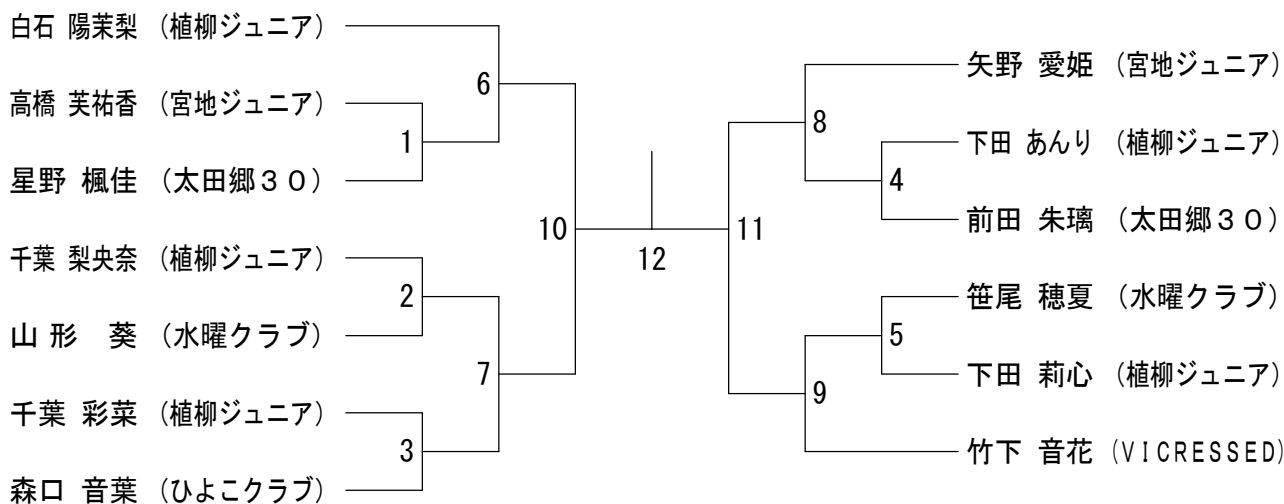 白石 陽茉梨 (植柳ジュニア)
高橋 芙祐香 (宮地ジュニア)
星野 楓佳 (太田郷30)
千葉 梨央奈 (植柳ジュニア)
山形 葵 (水曜クラブ)
千葉 彩菜 (植柳ジュニア)
森口 音葉 (ひよこクラブ)
1
2
3
6
7
10
12
11
8
9
4
5
矢野 愛姫 (宮地ジュニア)
下田 あんり (植柳ジュニア)
前田 朱璃 (太田郷30)
笹尾 穂夏 (水曜クラブ)
下田 莉心 (植柳ジュニア)
竹下 音花 (VICRESSED)